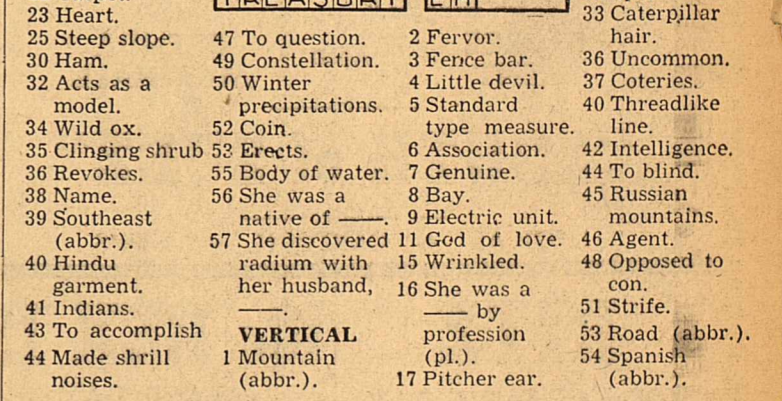 23 Heart.
25 Steep slope.
30 Ham.
32 Acts as a
model.
34 Wild ox.
35 Clinging shrub
36 Revokes.
38 Name.
39 Southeast
(abbr.).
40 Hindu
garment.
41 Indians.
43 To accomplish
44 Made shrill
noises.
TREASURY
47 To question.
49 Constellation.
50 Winter
precipitations.
52 Coin.
53 Erects.
55 Body of water.
56 She was a
native of ——.
57 She discovered
radium with
her husband,
——.
VERTICAL
1 Mountain
(abbr.).
2 Fervor.
3 Fence bar.
4 Little devil.
5 Standard
type measure.
6 Association.
7 Genuine.
8 Bay.
9 Electric unit.
11 God of love.
15 Wrinkled.
16 She was a
—— by
profession
(pl.).
17 Pitcher ear.
33 Caterpillar
hair.
36 Uncommon.
37 Coteries.
40 Threadlike
line.
42 Intelligence.
44 To blind.
45 Russian
mountains.
46 Agent.
48 Opposed to
con.
51 Strife.
53 Road (abbr.).
54 Spanish
(abbr.).